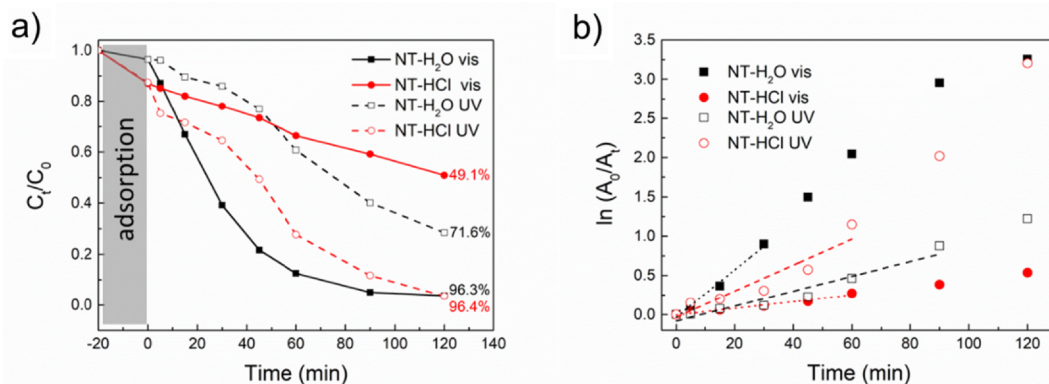 a)
C_t/C_0
1.0
0.8
0.6
0.4
0.2
0.0
adsorption
NT-H₂O vis
NT-HCl vis
NT-H₂O UV
NT-HCl UV
49.1%
71.6%
96.3%
96.4%
-20 0 20 40 60 80 100 120 140
Time (min)
b)
ln (A₀/Aₜ)
3.5
3.0
2.5
2.0
1.5
1.0
0.5
0.0
NT-H₂O vis
NT-HCl vis
NT-H₂O UV
NT-HCl UV
0 20 40 60 80 100 120
Time (min)